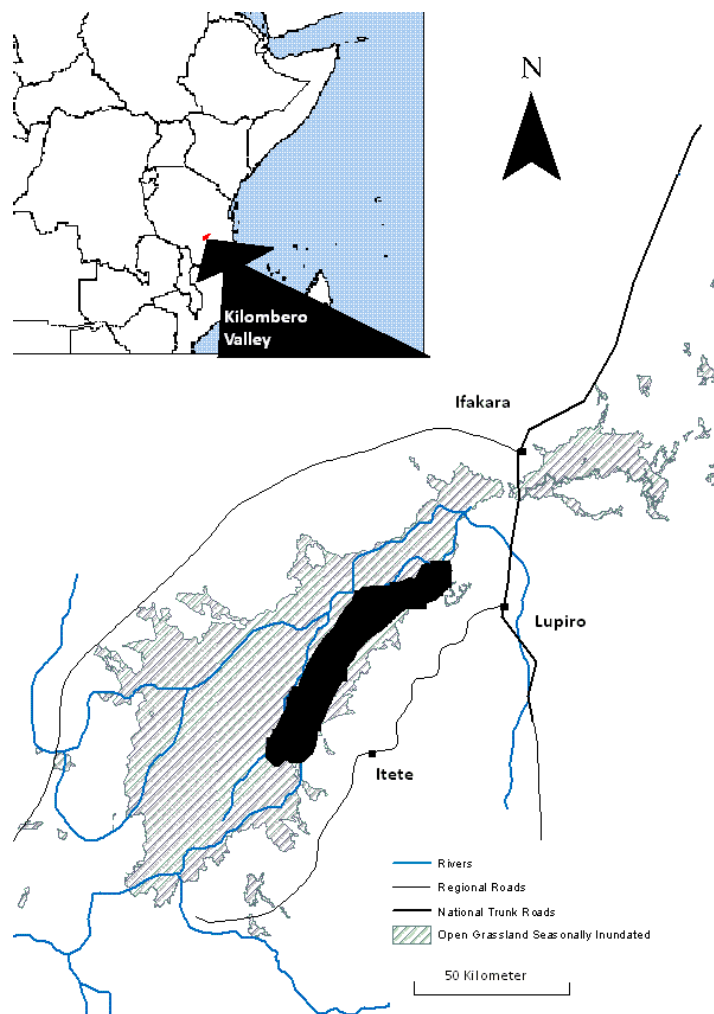 N
Kilombero
Valley
Ifakara
Lupiro
Itete
Rivers
Regional Roads
National Trunk Roads
Open Grassland Seasonally Inundated
50 Kilometer